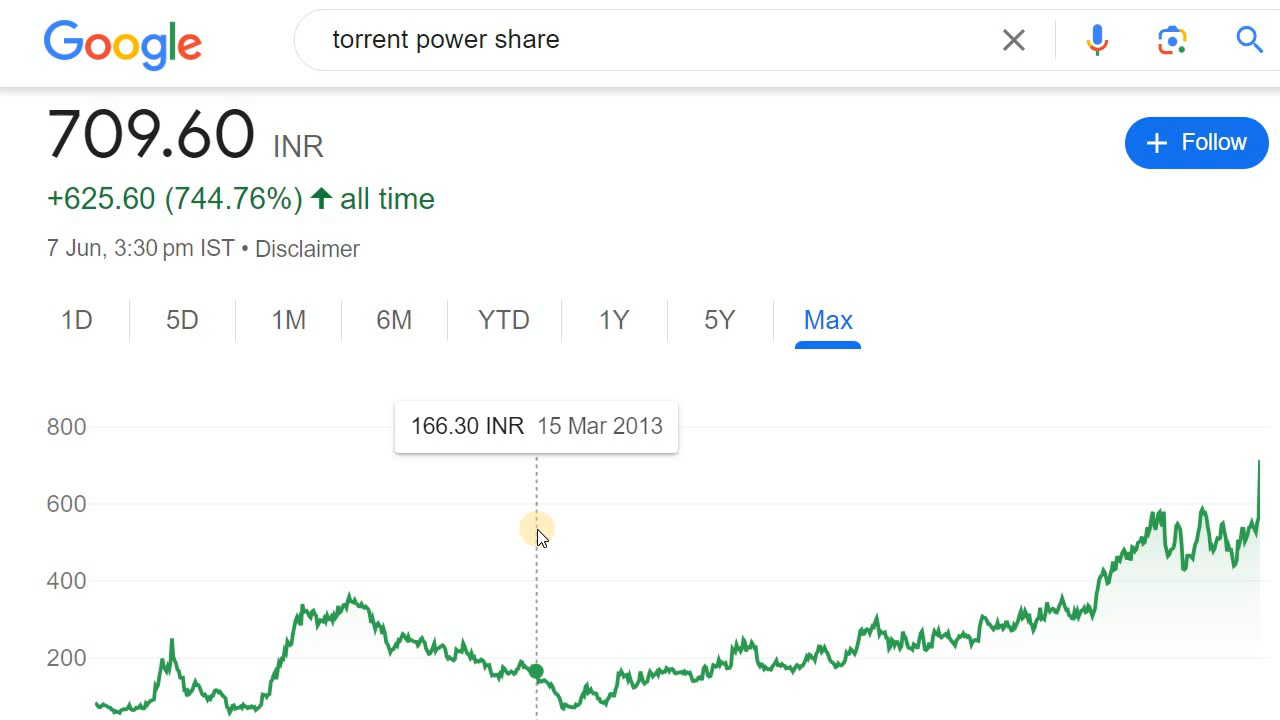 Google
torrent power share
709.60 INR
+ Follow
+625.60 (744.76%) ↑ all time
7 Jun, 3:30 pm IST • Disclaimer
1D 5D 1M 6M YTD 1Y 5Y Max
166.30 INR 15 Mar 2013
800
600
400
200